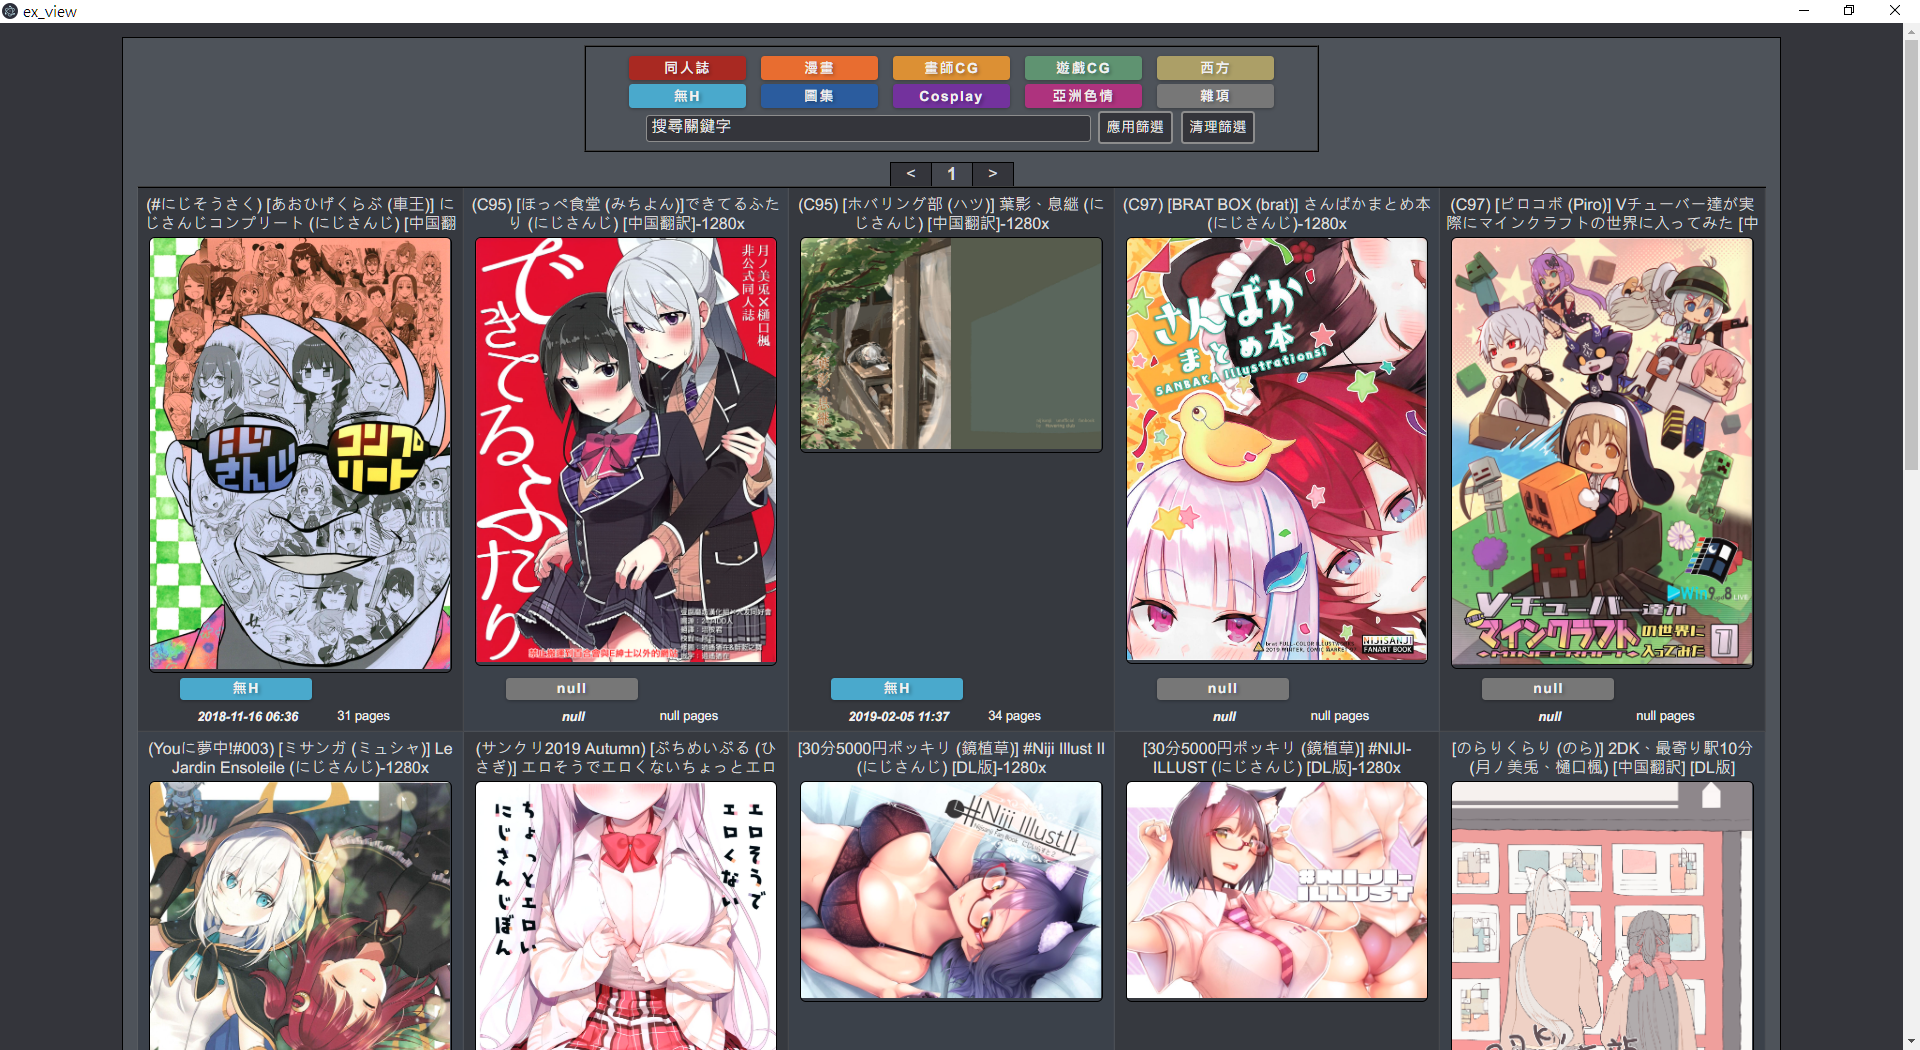 ex_view
同人誌
漫畫
畫師CG
遊戲CG
西方
無H
圖集
Cosplay
亞洲色情
雜項
搜尋關鍵字
應用篩選
清理篩選
<
1
>
(#にじそうさく) [あおひげくらぶ (車王)] に
じさんじコンプリート (にじさんじ) [中国翻
(C95) [ほっぺ食堂 (みちよん)]できてるふた
り (にじさんじ) [中国翻訳]-1280x
(C95) [ホバリング部 (ハツ)] 葉影、息継 (に
じさんじ) [中国翻訳]-1280x
(C97) [BRAT BOX (brat)] さんばかまとめ本
(にじさんじ)-1280x
(C97) [ピロコボ (Piro)] Vチューバー達が実
際にマインクラフトの世界に入ってみた [中
にじ
さんじ
コンプ
リート
できてるふたり
月ノ美兎×樋口楓
非公式同人誌
さんばか
まとめ本
SANBAKA Illustrations!
brat FULL-COLOR ILLUSTWORKS
2019 WINTER, COMIC MARKET 97
NIJISANJI
FANART BOOK
Win9_8 LIVE
Vチューバー達が
マインクラフトの世界に
入ってみた
1
無H
2018-11-16 06:36
31 pages
null
null
null pages
無H
2019-02-05 11:37
34 pages
null
null
null pages
null
null
null pages
(Youに夢中!#003) [ミサンガ (ミュシャ)] Le
Jardin Ensoleile (にじさんじ)-1280x
(サンクリ2019 Autumn) [ぷちめいぷる (ひ
さぎ)] エロそうでエロくないちょっとエロ
[30分5000円ポッキリ (鏡植草)] #Niji Illust II
(にじさんじ) [DL版]-1280x
[30分5000円ポッキリ (鏡植草)] #NIJI-
ILLUST (にじさんじ) [DL版]-1280x
[のらりくらり (のら)] 2DK、最寄り駅10分
(月ノ美兎、樋口楓) [中国翻訳] [DL版]
エロそうで
エロくない
ちょっとエロい
にじさんじぼん
#Niji IllustII
#NIJI-
ILLUST